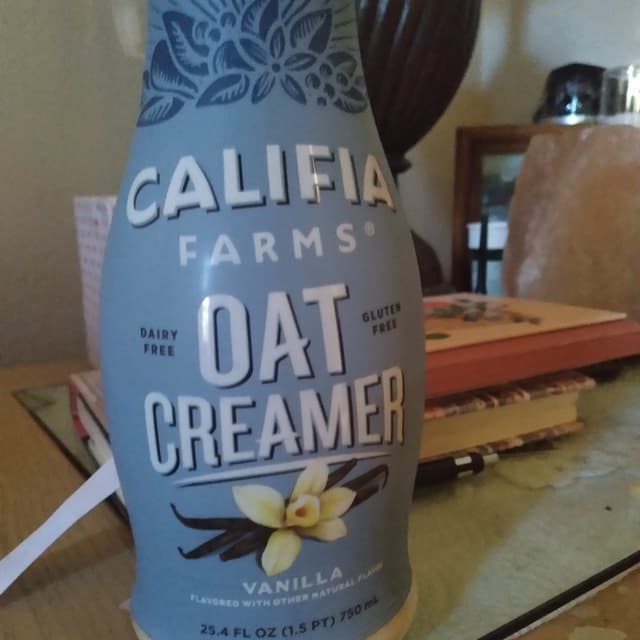 CALIFIA
FARMS®
DAIRY
FREE
OAT
GLUTEN
FREE
CREAMER
VANILLA
FLAVORED WITH OTHER NATURAL FLAVOR
25.4 FL OZ (1.5 PT) 750 mL